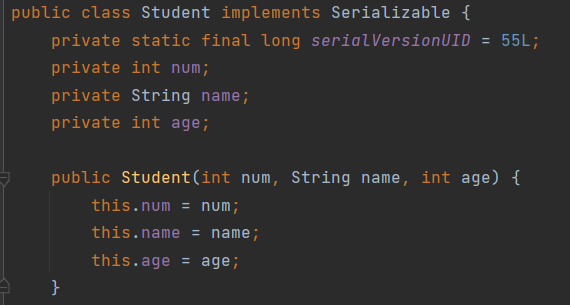 public class Student implements Serializable {
    private static final long serialVersionUID = 55L;
    private int num;
    private String name;
    private int age;

    public Student(int num, String name, int age) {
        this.num = num;
        this.name = name;
        this.age = age;
    }